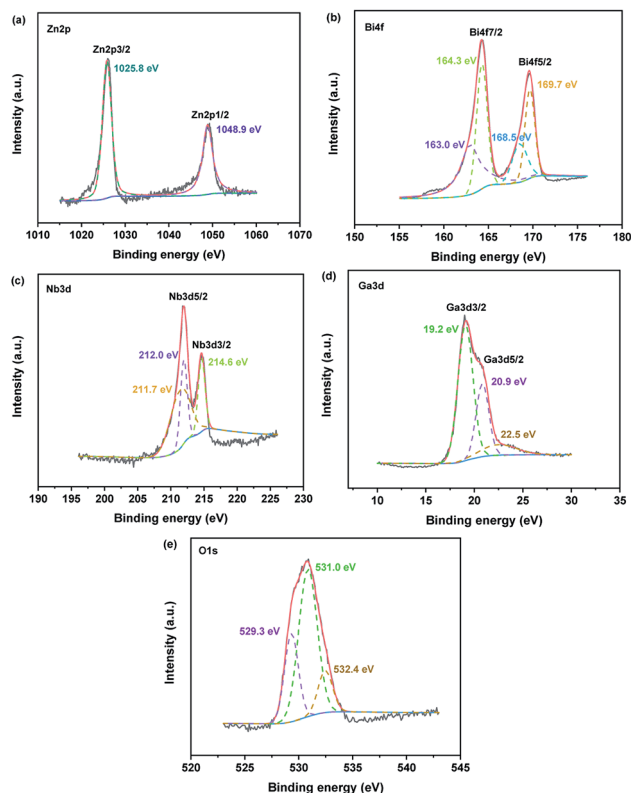 (a)
Zn2p
Zn2p3/2
1025.8 eV
Zn2p1/2
1048.9 eV
Intensity (a.u.)
1010 1020 1030 1040 1050 1060 1070
Binding energy (eV)
(b)
Bi4f
Bi4f7/2
Bi4f5/2
164.3 eV
169.7 eV
163.0 eV
168.5 eV
Intensity (a.u.)
150 155 160 165 170 175 180
Binding energy (eV)
(c)
Nb3d
Nb3d5/2
Nb3d3/2
212.0 eV
214.6 eV
211.7 eV
Intensity (a.u.)
190 195 200 205 210 215 220 225 230
Binding energy (eV)
(d)
Ga3d
Ga3d3/2
19.2 eV
Ga3d5/2
20.9 eV
22.5 eV
Intensity (a.u.)
10 15 20 25 30 35
Binding energy (eV)
(e)
O1s
531.0 eV
529.3 eV
532.4 eV
Intensity (a.u.)
520 525 530 535 540 545
Binding energy (eV)